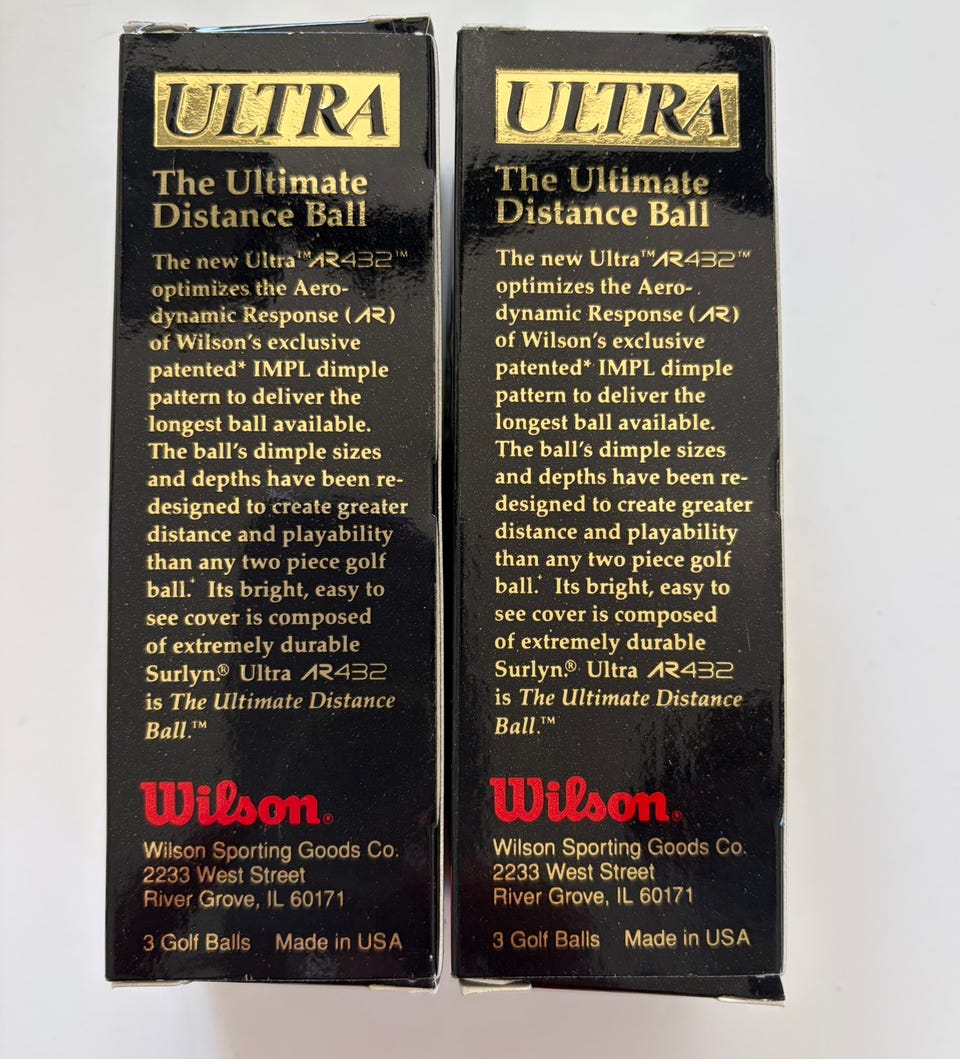 ULTRA
The Ultimate
Distance Ball
The new Ultra™ AR432™
optimizes the Aero-
dynamic Response (AR)
of Wilson's exclusive
patented* IMPL dimple
pattern to deliver the
longest ball available.
The ball's dimple sizes
and depths have been re-
designed to create greater
distance and playability
than any two piece golf
ball.+ Its bright, easy to
see cover is composed
of extremely durable
Surlyn.® Ultra AR432
is The Ultimate Distance
Ball.™
Wilson®
Wilson Sporting Goods Co.
2233 West Street
River Grove, IL 60171
3 Golf Balls Made in USA
ULTRA
The Ultimate
Distance Ball
The new Ultra™ AR432™
optimizes the Aero-
dynamic Response (AR)
of Wilson's exclusive
patented* IMPL dimple
pattern to deliver the
longest ball available.
The ball's dimple sizes
and depths have been re-
designed to create greater
distance and playability
than any two piece golf
ball.+ Its bright, easy to
see cover is composed
of extremely durable
Surlyn.® Ultra AR432
is The Ultimate Distance
Ball.™
Wilson®
Wilson Sporting Goods Co.
2233 West Street
River Grove, IL 60171
3 Golf Balls Made in USA